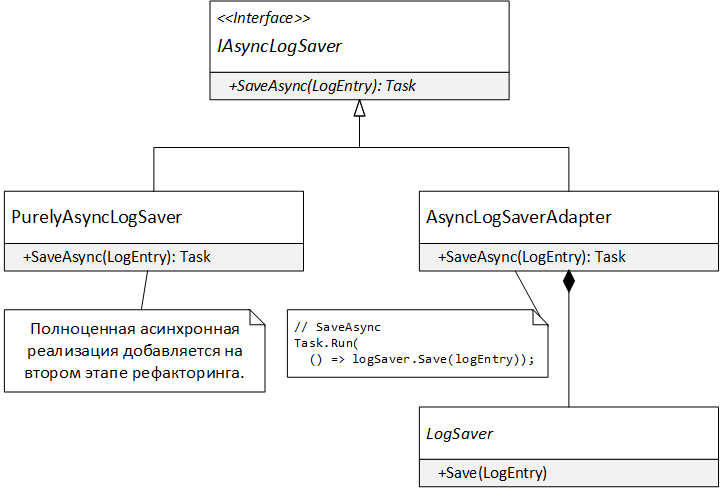 <<Interface>>
IAsyncLogSaver
+SaveAsync(LogEntry): Task
PurelyAsyncLogSaver
+SaveAsync(LogEntry): Task
AsyncLogSaverAdapter
+SaveAsync(LogEntry): Task
Полноценная асинхронная
реализация добавляется на
втором этапе рефакторинга.
// SaveAsync
Task.Run(
() => logSaver.Save(logEntry));
LogSaver
+Save(LogEntry)